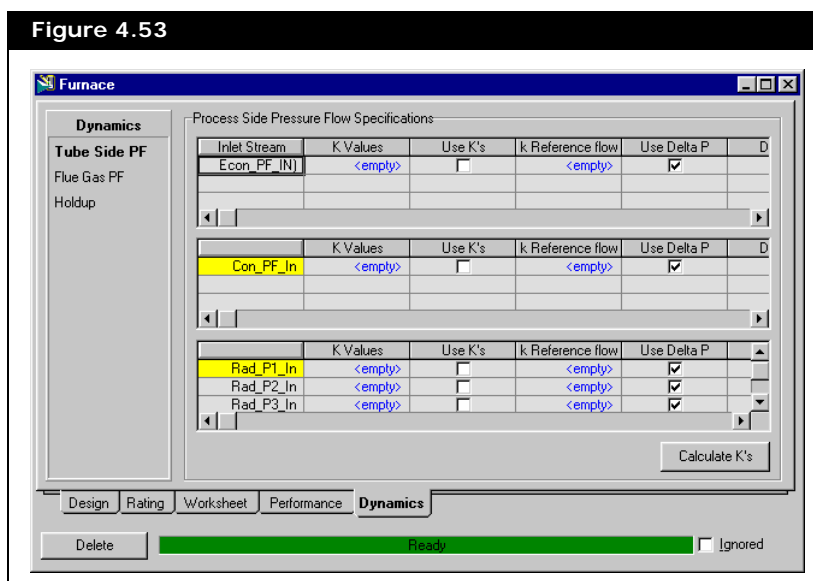 Figure 4.53
Furnace
Dynamics
Tube Side PF
Flue Gas PF
Holdup
Process Side Pressure Flow Specifications
Inlet Stream K Values Use K's k Reference flow Use Delta P D
Econ_PF_IN) <empty> <empty>
K Values Use K's k Reference flow Use Delta P D
Con_PF_In <empty> <empty>
K Values Use K's k Reference flow Use Delta P
Rad_P1_In <empty> <empty>
Rad_P2_In <empty> <empty>
Rad_P3_In <empty> <empty>
Calculate K's
Design Rating Worksheet Performance Dynamics
Delete Ready Ignored